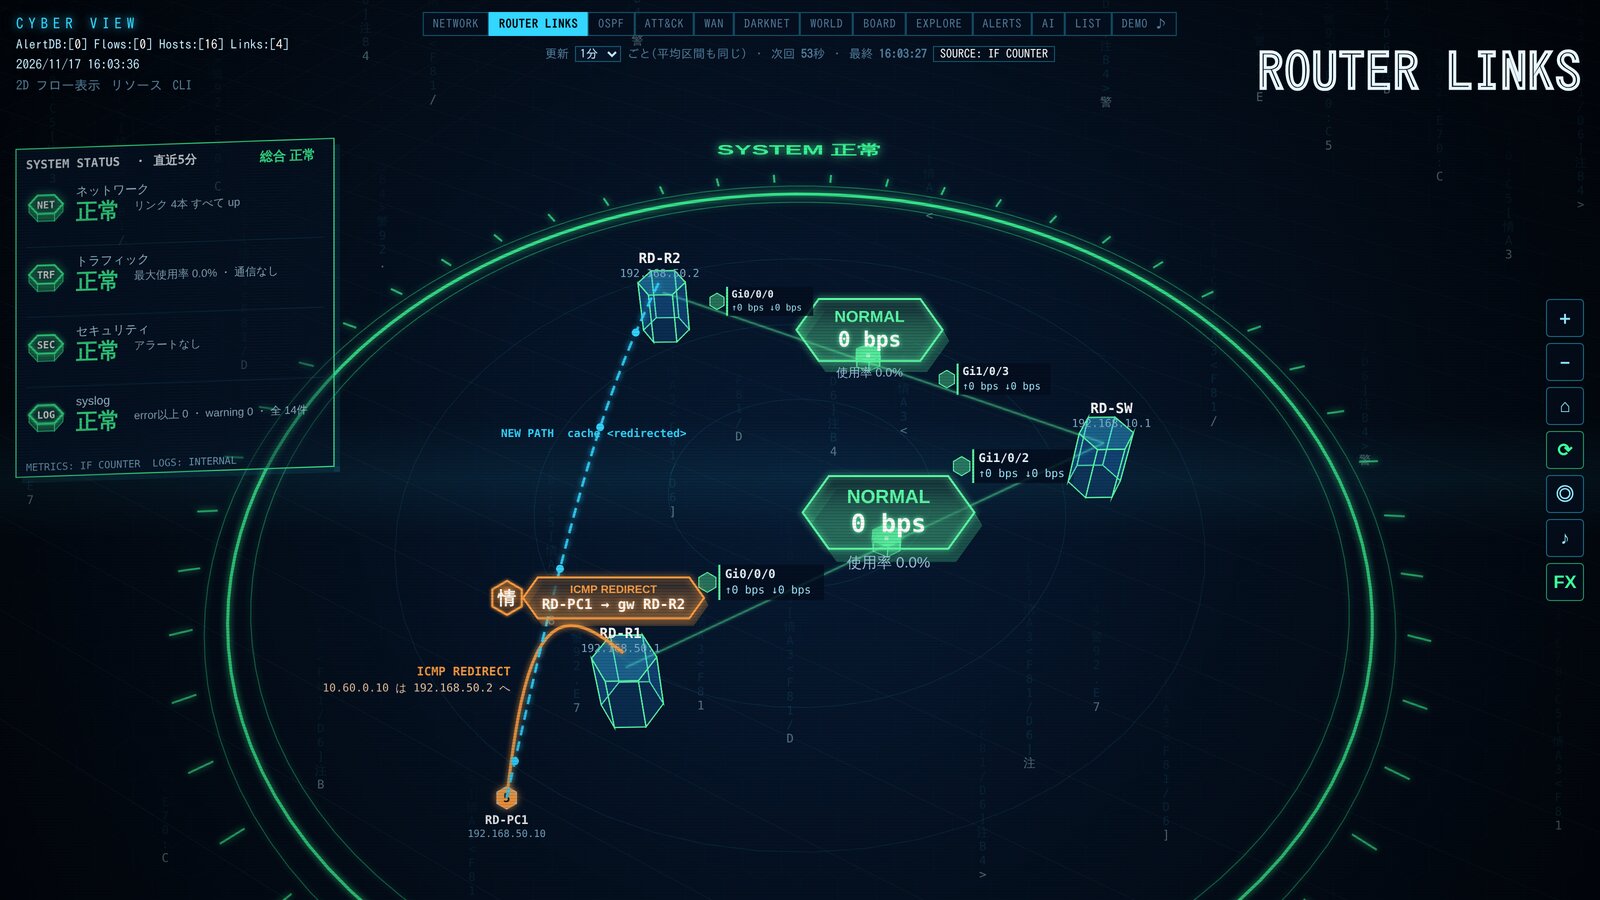 CYBER VIEW
AlertDB:[0] Flows:[0] Hosts:[16] Links:[4]
2026/11/17 16:03:36
2D フロー表示 リソース CLI
NETWORK ROUTER LINKS OSPF ATT&CK WAN DARKNET WORLD BOARD EXPLORE ALERTS AI LIST DEMO ♪
更新 1分 ごと(平均区間も同じ) ・ 次回 53秒 ・ 最終 16:03:27 SOURCE: IF COUNTER
ROUTER LINKS
SYSTEM 正常
SYSTEM STATUS ・ 直近5分 総合 正常
NET ネットワーク
正常 リンク 4本 すべて up
TRF トラフィック
正常 最大使用率 0.0% ・ 通信なし
SEC セキュリティ
正常 アラートなし
LOG syslog
正常 error以上 0 ・ warning 0 ・ 全 14件
METRICS: IF COUNTER LOGS: INTERNAL
RD-R2
192.168.50.2
Gi0/0/0
↑0 bps ↓0 bps
NORMAL
0 bps
使用率 0.0%
Gi1/0/3
↑0 bps ↓0 bps
RD-SW
192.168.10.1
NEW PATH cache <redirected>
Gi1/0/2
↑0 bps ↓0 bps
NORMAL
0 bps
使用率 0.0%
Gi0/0/0
↑0 bps ↓0 bps
情
ICMP REDIRECT
RD-PC1 → gw RD-R2
RD-R1
192.168.50.1
ICMP REDIRECT
10.60.0.10 は 192.168.50.2 へ
RD-PC1
192.168.50.10
+
−
⌂
⟳
◎
♪
FX